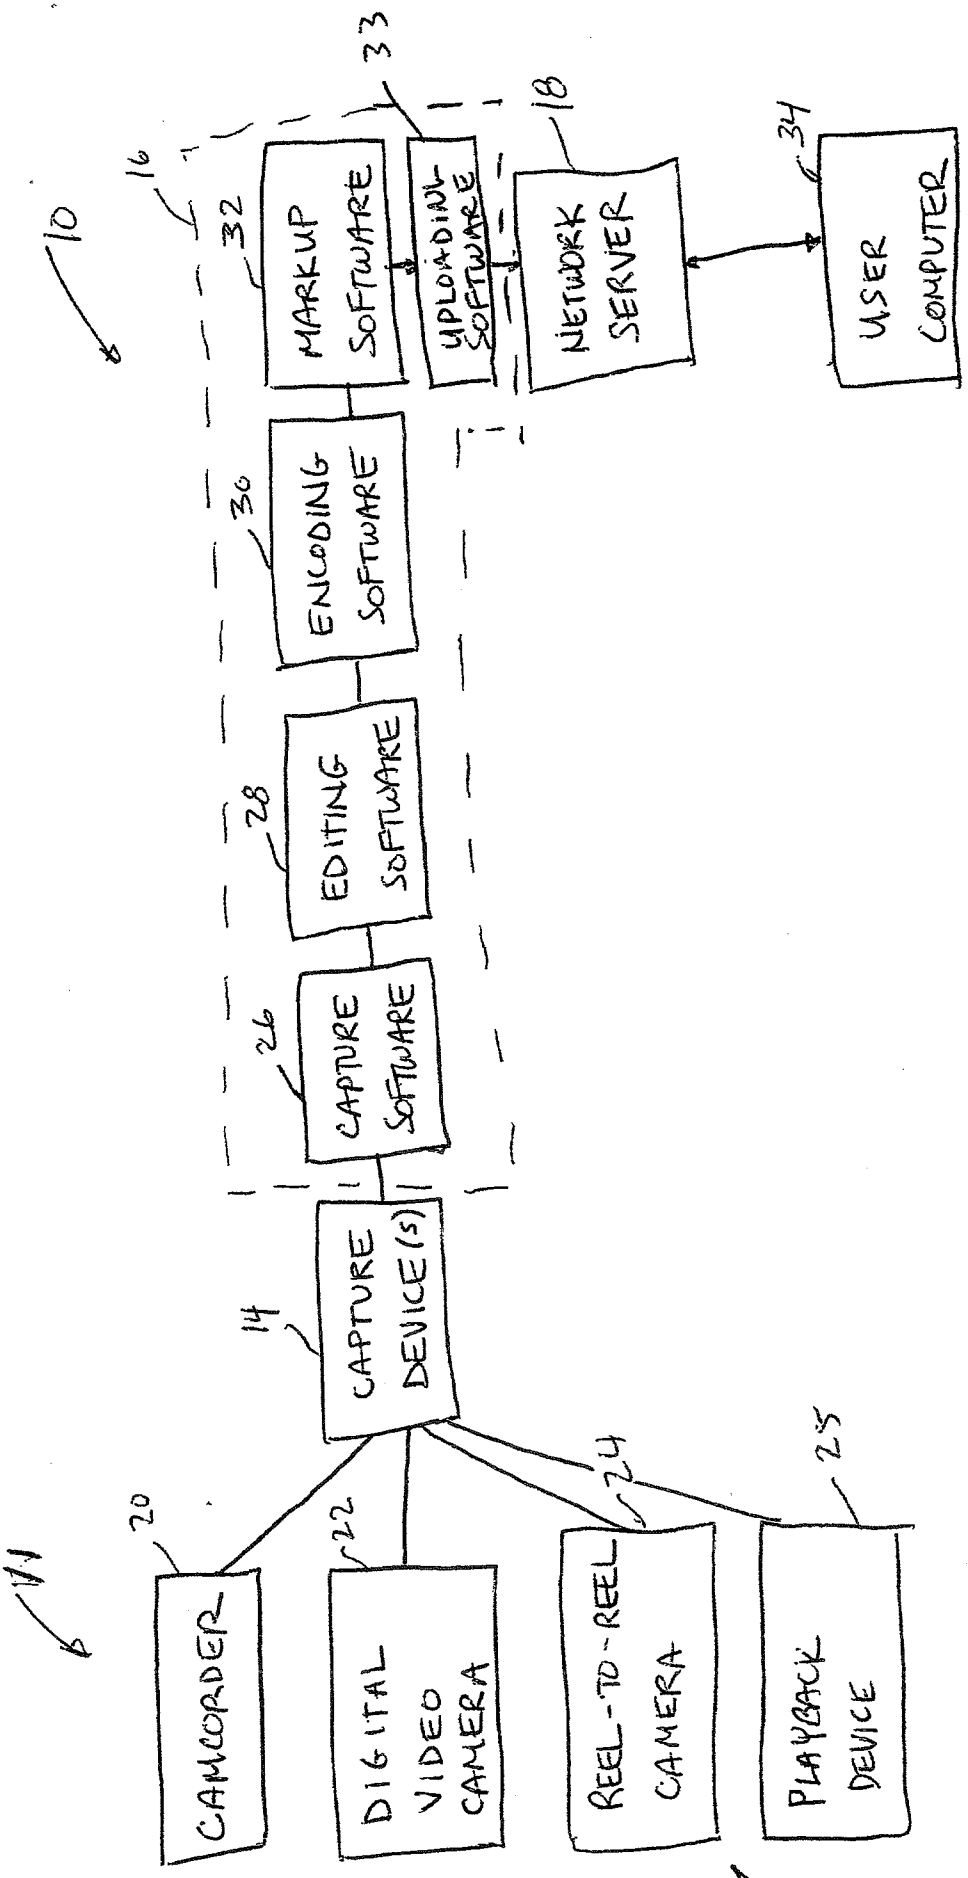 10
11
20
CAMCORDER
22
DIGITAL
VIDEO
CAMERA
24
REEL-TO-REEL
CAMERA
25
PLAYBACK
DEVICE
14
CAPTURE
DEVICE(S)
16
26
CAPTURE
SOFTWARE
28
EDITING
SOFTWARE
30
ENCODING
SOFTWARE
32
MARKUP
SOFTWARE
33
UPLOADING
SOFTWARE
18
NETWORK
SERVER
34
USER
COMPUTER